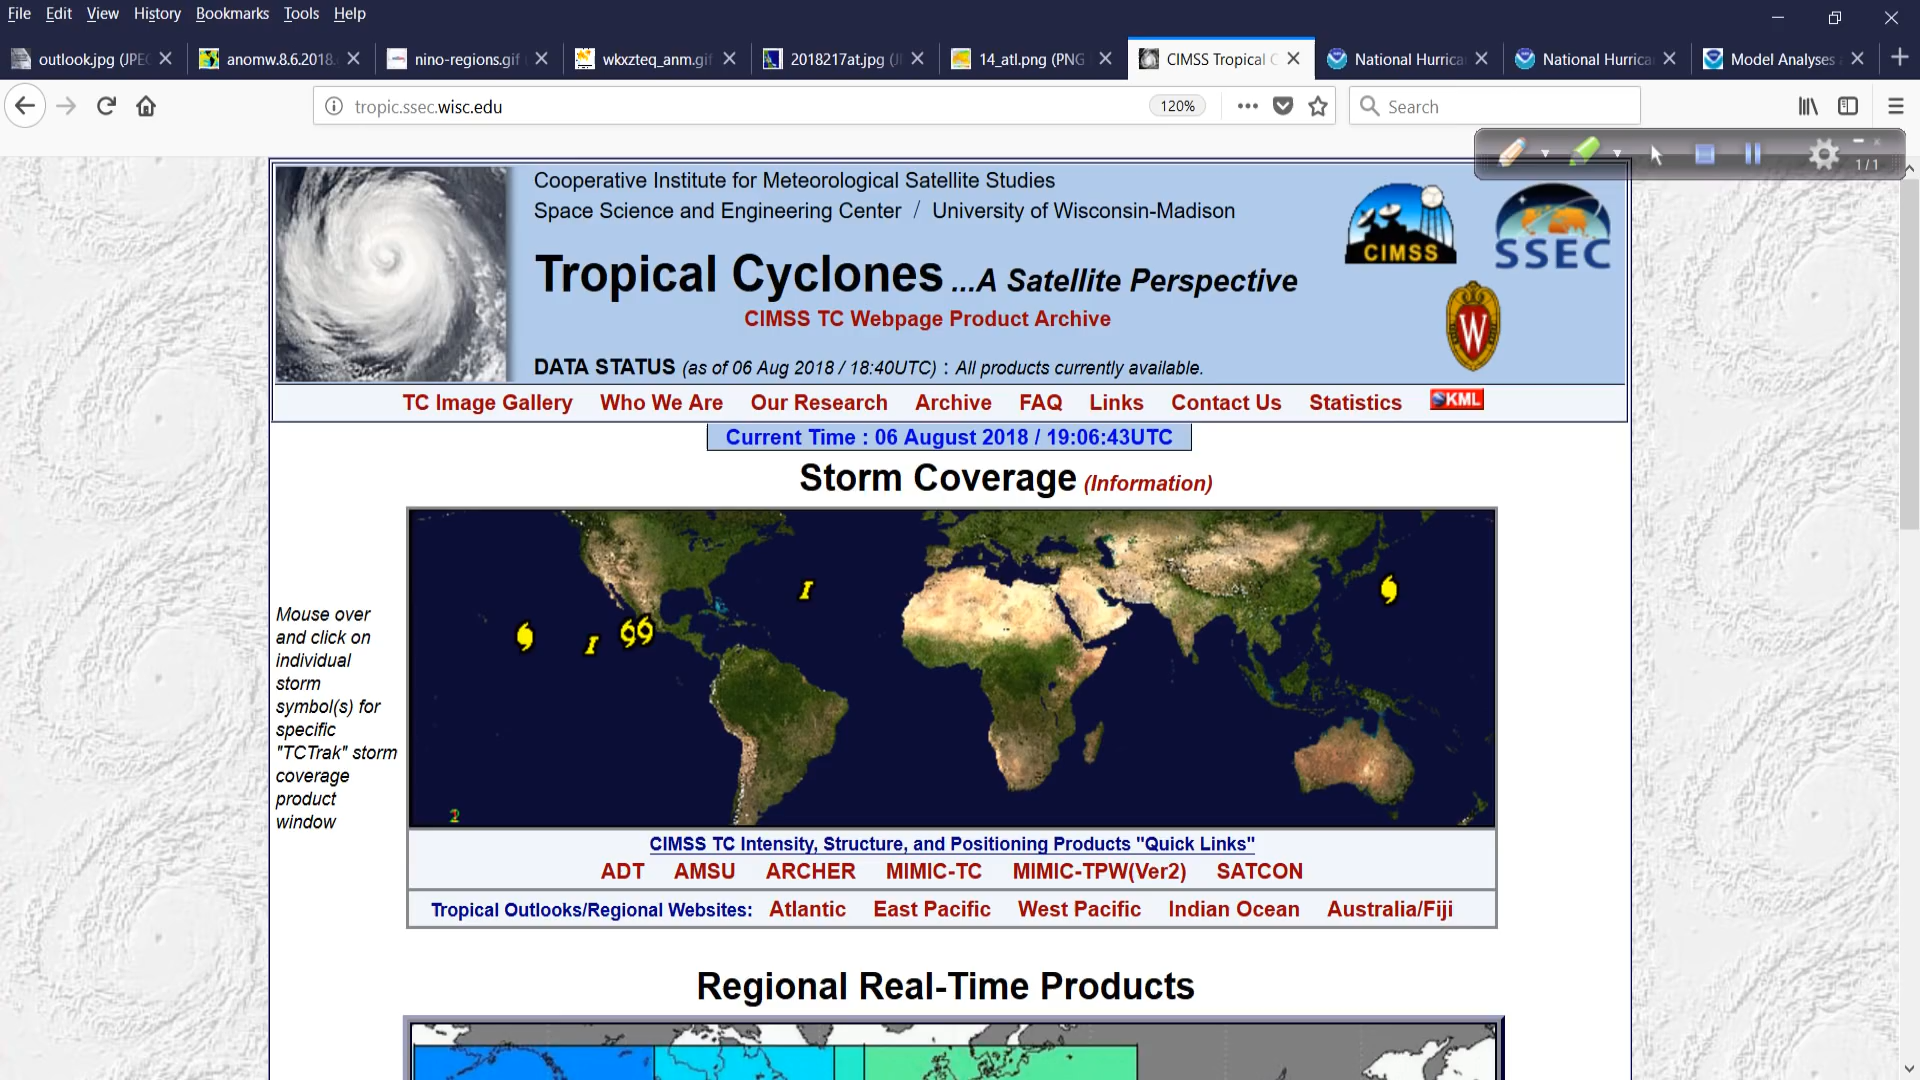 File Edit View History Bookmarks Tools Help
outlook.jpg (JPEG
anomw.8.6.2018.
nino-regions.gif
wkxzteq_anm.gif
2018217at.jpg (J
14_atl.png (PNG
CIMSS Tropical C
National Hurrica
National Hurrica
Model Analyses a
tropic.ssec.wisc.edu
120%
Search
1/1
Cooperative Institute for Meteorological Satellite Studies
Space Science and Engineering Center / University of Wisconsin-Madison
Tropical Cyclones ...A Satellite Perspective
CIMSS TC Webpage Product Archive
DATA STATUS (as of 06 Aug 2018 / 18:40UTC) : All products currently available.
CIMSS
SSEC
W
TC Image Gallery Who We Are Our Research Archive FAQ Links Contact Us Statistics KML
Current Time : 06 August 2018 / 19:06:43UTC
Storm Coverage (Information)
Mouse over
and click on
individual
storm
symbol(s) for
specific
"TCTrak" storm
coverage
product
window
I
I
2
CIMSS TC Intensity, Structure, and Positioning Products "Quick Links"
ADT AMSU ARCHER MIMIC-TC MIMIC-TPW(Ver2) SATCON
Tropical Outlooks/Regional Websites: Atlantic East Pacific West Pacific Indian Ocean Australia/Fiji
Regional Real-Time Products